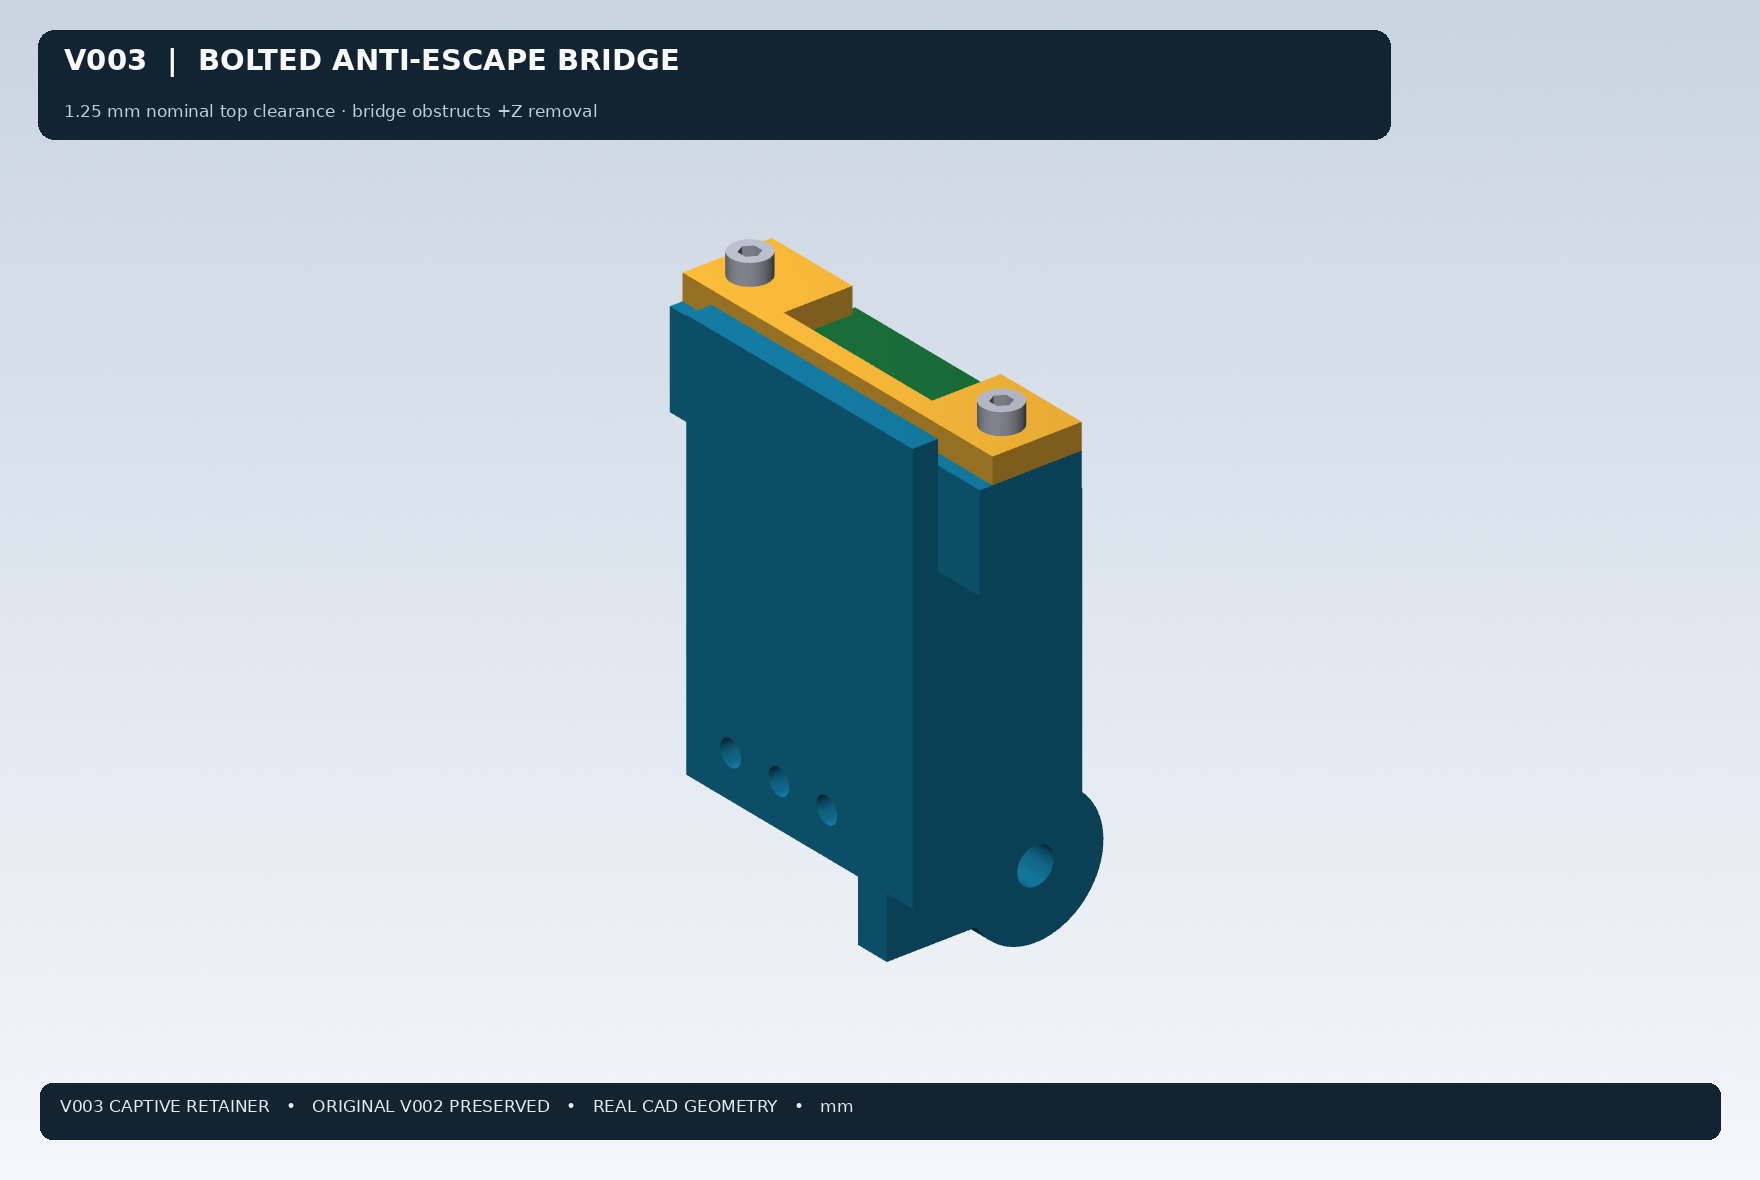 V003 | BOLTED ANTI-ESCAPE BRIDGE
1.25 mm nominal top clearance · bridge obstructs +Z removal
V003 CAPTIVE RETAINER • ORIGINAL V002 PRESERVED • REAL CAD GEOMETRY • mm